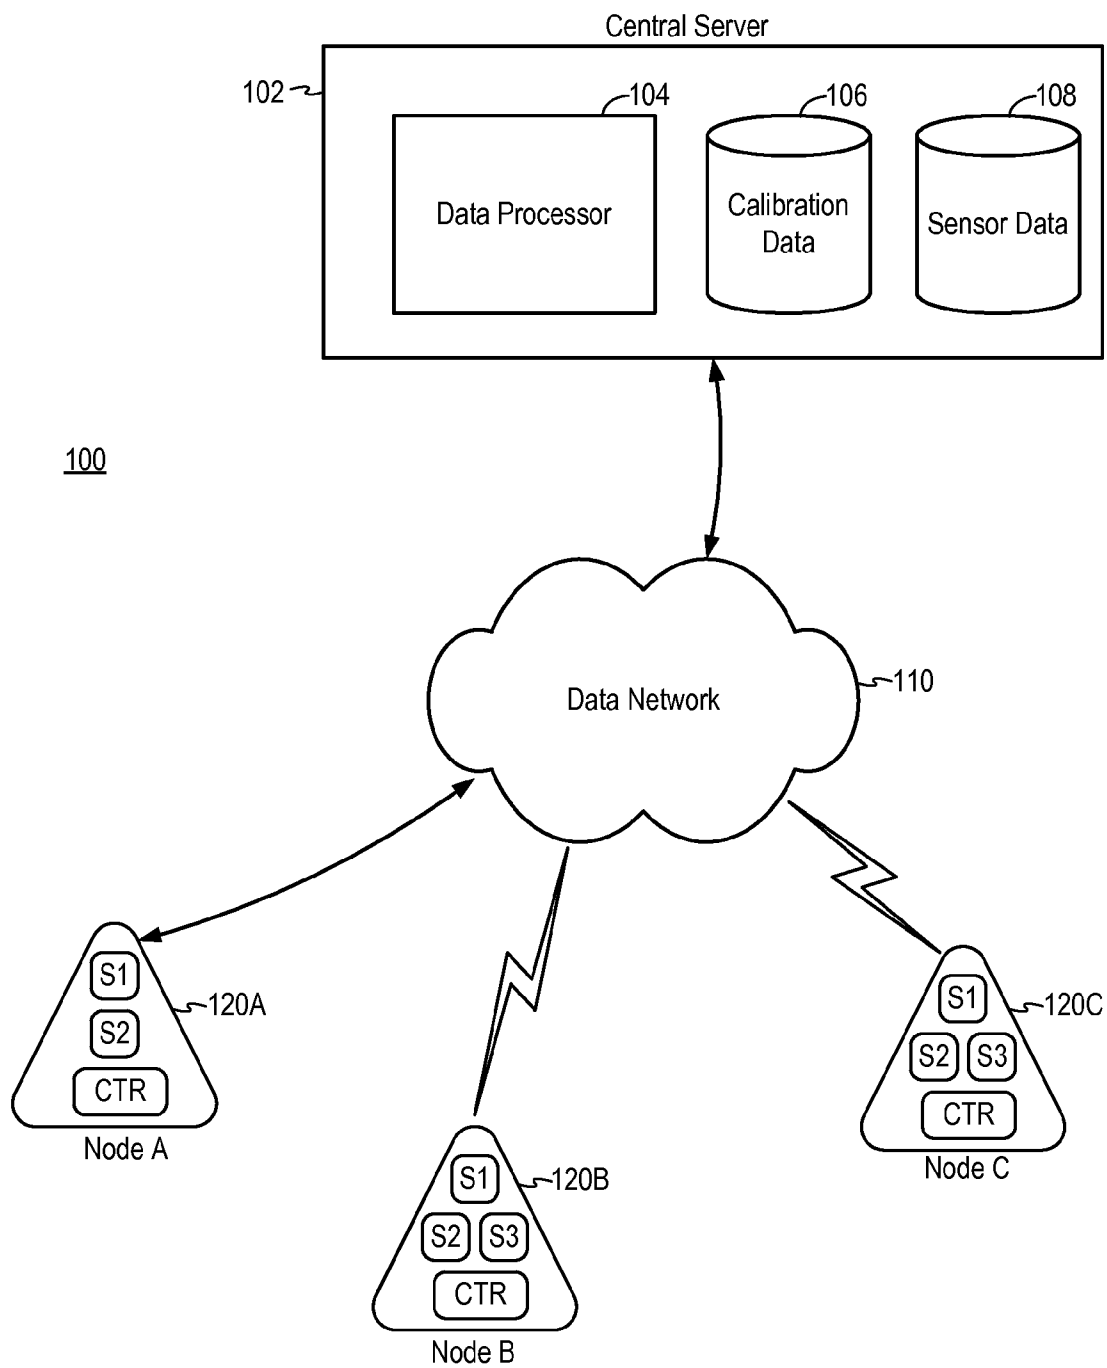 Central Server
102
104
106
108
Data Processor
Calibration
Data
Sensor Data
100
Data Network
110
S1
S2
CTR
120A
Node A
S1
S2 S3
CTR
120B
Node B
S1
S2 S3
CTR
120C
Node C